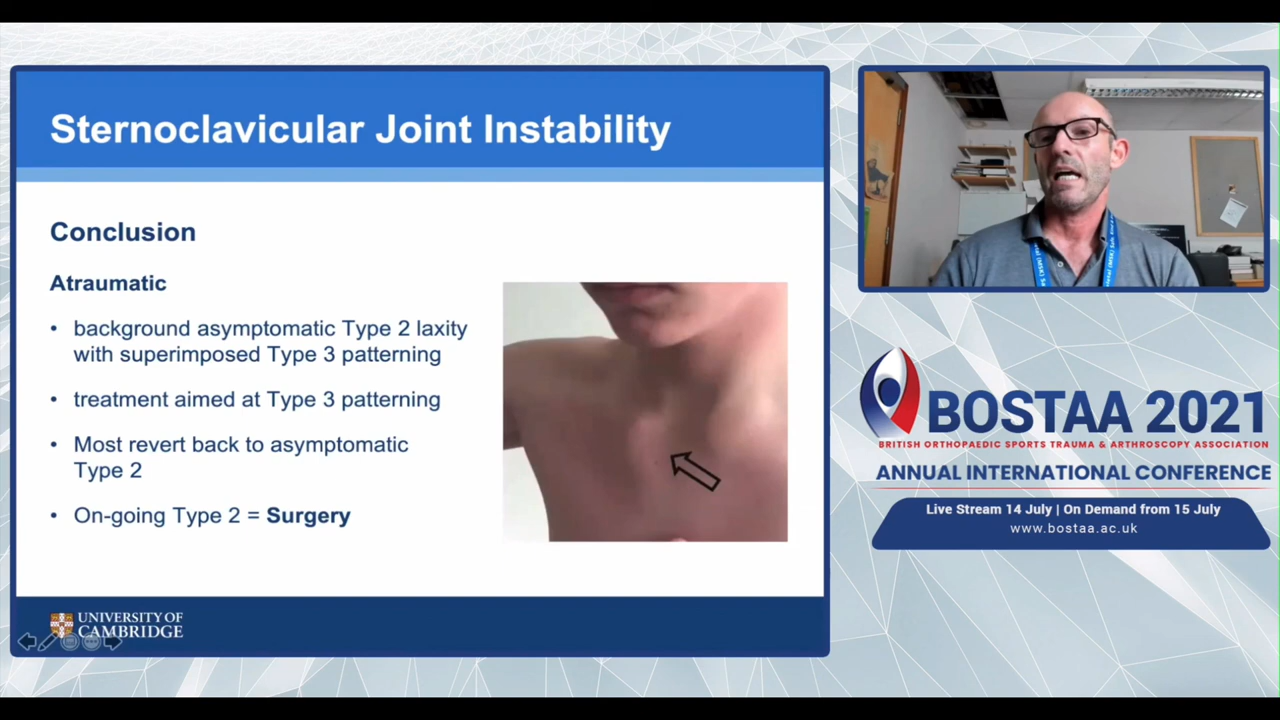 Sternoclavicular Joint Instability
Conclusion
Atraumatic
• background asymptomatic Type 2 laxity
with superimposed Type 3 patterning
• treatment aimed at Type 3 patterning
• Most revert back to asymptomatic
Type 2
• On-going Type 2 = Surgery
UNIVERSITY OF
CAMBRIDGE
BOSTAA 2021
BRITISH ORTHOPAEDIC SPORTS TRAUMA & ARTHROSCOPY ASSOCIATION
ANNUAL INTERNATIONAL CONFERENCE
Live Stream 14 July | On Demand from 15 July
www.bostaa.ac.uk